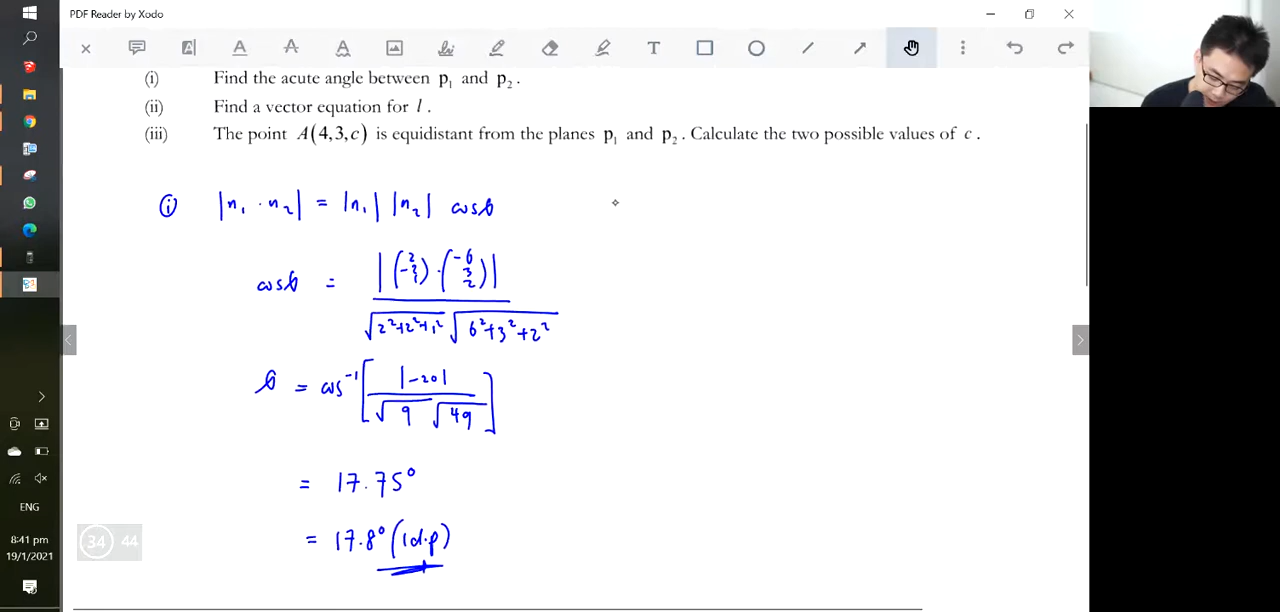 PDF Reader by Xodo
(i) Find the acute angle between p₁ and p₂ .
(ii) Find a vector equation for l .
(iii) The point A(4,3,c) is equidistant from the planes p₁ and p₂ . Calculate the two possible values of c .
(i) |n₁ · n₂| = |n₁| |n₂| cosθ
cosθ = |(2 -2 1) · (-6 3 2)| / √(2²+2²+1²) √(6²+3²+2²)
θ = cos⁻¹ [ |-20| / √9 √49 ]
= 17.75°
= 17.8° (1d.p)
34 44
ENG
8:41 pm
19/1/2021